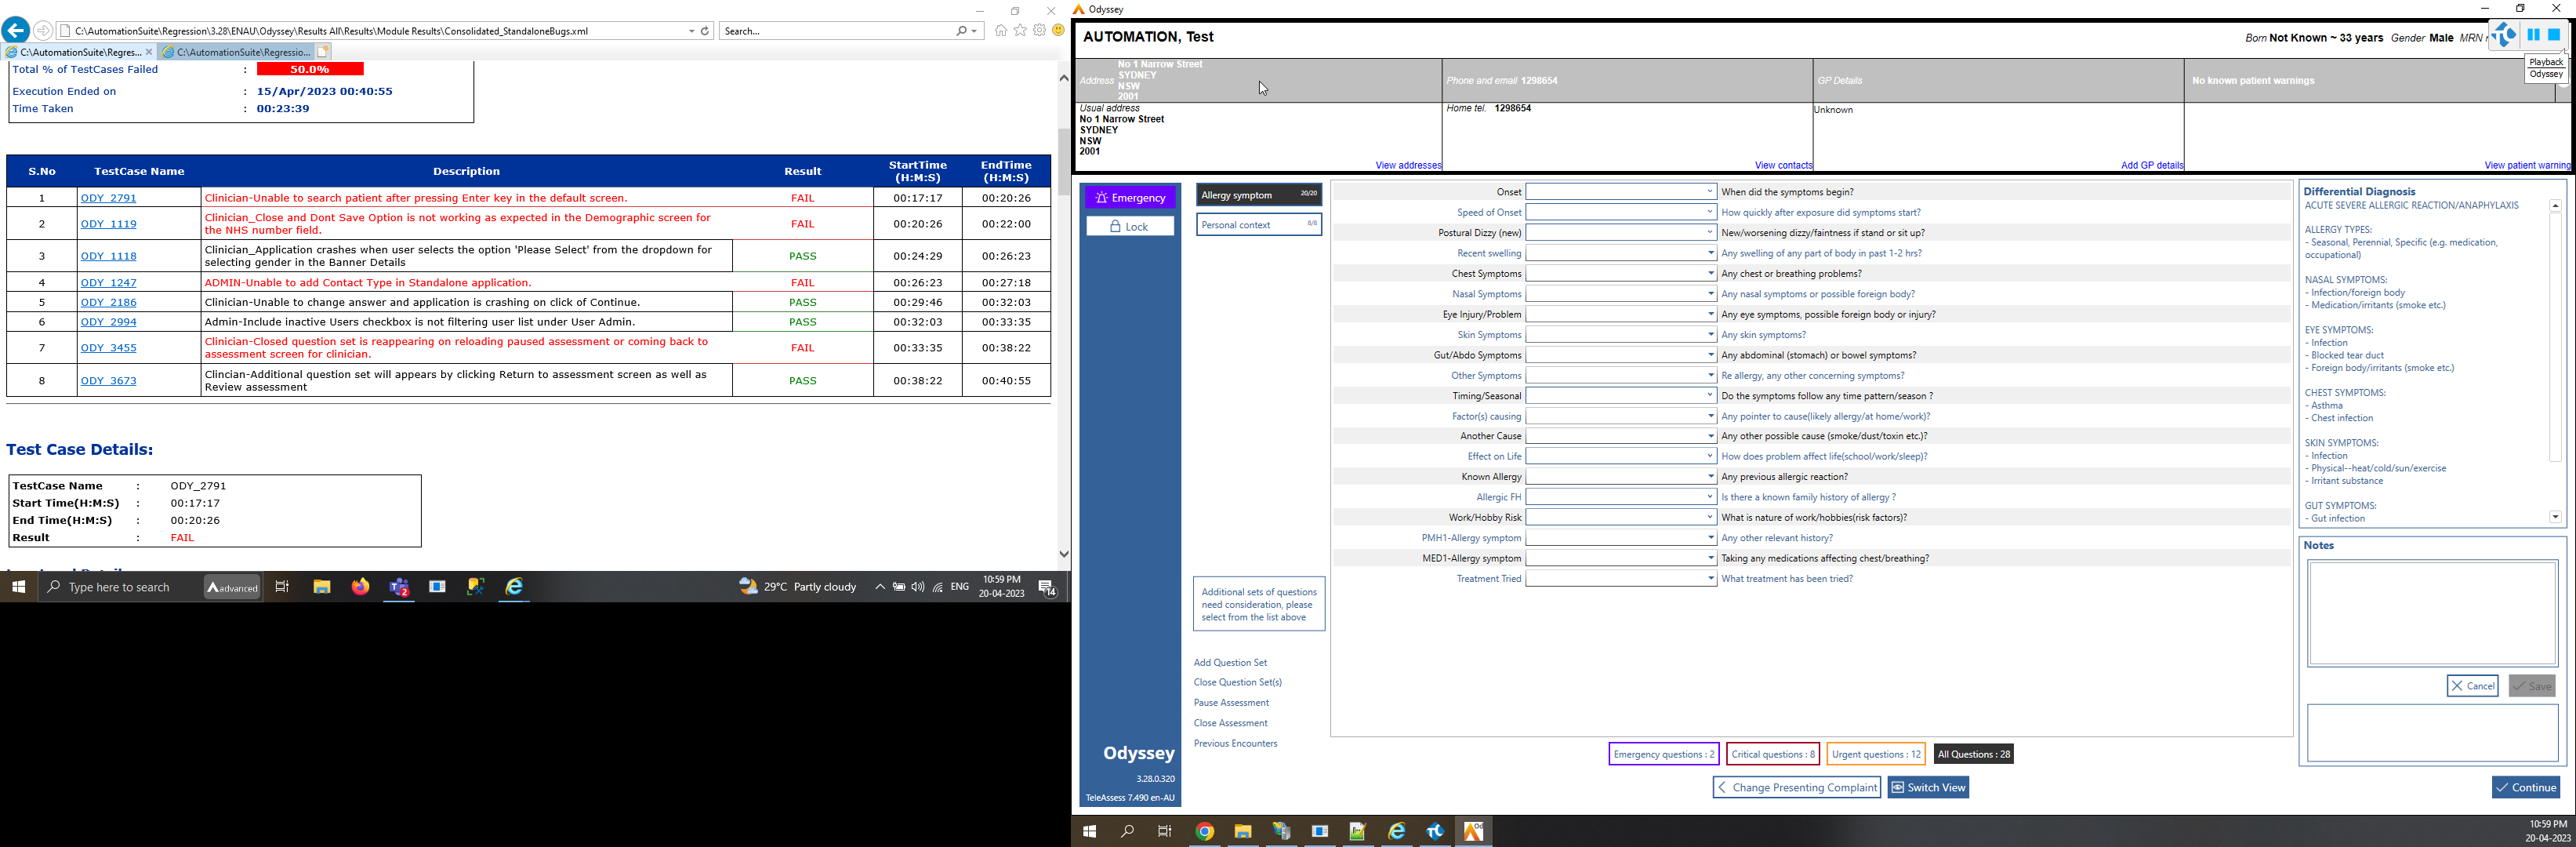 C:\AutomationSuite\Regression\3.28\ENAU\Odyssey\Results All\Results\Module Results\Consolidated_StandaloneBugs.xml
Search...
C:\AutomationSuite\Regres...
C:\AutomationSuite\Regressio...
Total % of TestCases Failed : 50.0%
Execution Ended on : 15/Apr/2023 00:40:55
Time Taken : 00:23:39
S.No TestCase Name Description Result StartTime (H:M:S) EndTime (H:M:S)
1 ODY_2791 Clinician-Unable to search patient after pressing Enter key in the default screen. FAIL 00:17:17 00:20:26
2 ODY_1119 Clinician_Close and Dont Save Option is not working as expected in the Demographic screen for the NHS number field. FAIL 00:20:26 00:22:00
3 ODY_1118 Clinician_Application crashes when user selects the option 'Please Select' from the dropdown for selecting gender in the Banner Details PASS 00:24:29 00:26:23
4 ODY_1247 ADMIN-Unable to add Contact Type in Standalone application. FAIL 00:26:23 00:27:18
5 ODY_2186 Clinician-Unable to change answer and application is crashing on click of Continue. PASS 00:29:46 00:32:03
6 ODY_2994 Admin-Include inactive Users checkbox is not filtering user list under User Admin. PASS 00:32:03 00:33:35
7 ODY_3455 Clinician-Closed question set is reappearing on reloading paused assessment or coming back to assessment screen for clinician. FAIL 00:33:35 00:38:22
8 ODY_3673 Clincian-Additional question set will appears by clicking Return to assessment screen as well as Review assessment PASS 00:38:22 00:40:55
Test Case Details:
TestCase Name : ODY_2791
Start Time(H:M:S) : 00:17:17
End Time(H:M:S) : 00:20:26
Result : FAIL
Type here to search
advanced
29°C Partly cloudy
ENG
10:59 PM
20-04-2023
14
Odyssey
AUTOMATION, Test
Born Not Known ~ 33 years Gender Male MRN
Playback
Odyssey
Address No 1 Narrow Street
SYDNEY
NSW
2001
Phone and email 1298654
GP Details
No known patient warnings
Usual address
No 1 Narrow Street
SYDNEY
NSW
2001
View addresses
Home tel. 1298654
View contacts
Unknown
Add GP details
View patient warning
Emergency
Lock
Allergy symptom 20/20
Personal context 8/8
Onset When did the symptoms begin?
Speed of Onset How quickly after exposure did symptoms start?
Postural Dizzy (new) New/worsening dizzy/faintness if stand or sit up?
Recent swelling Any swelling of any part of body in past 1-2 hrs?
Chest Symptoms Any chest or breathing problems?
Nasal Symptoms Any nasal symptoms or possible foreign body?
Eye Injury/Problem Any eye symptoms, possible foreign body or injury?
Skin Symptoms Any skin symptoms?
Gut/Abdo Symptoms Any abdominal (stomach) or bowel symptoms?
Other Symptoms Re allergy, any other concerning symptoms?
Timing/Seasonal Do the symptoms follow any time pattern/season ?
Factor(s) causing Any pointer to cause(likely allergy/at home/work)?
Another Cause Any other possible cause (smoke/dust/toxin etc.)?
Effect on Life How does problem affect life(school/work/sleep)?
Known Allergy Any previous allergic reaction?
Allergic FH Is there a known family history of allergy ?
Work/Hobby Risk What is nature of work/hobbies(risk factors)?
PMH1-Allergy symptom Any other relevant history?
MED1-Allergy symptom Taking any medications affecting chest/breathing?
Treatment Tried What treatment has been tried?
Additional sets of questions
need consideration, please
select from the list above
Add Question Set
Close Question Set(s)
Pause Assessment
Close Assessment
Previous Encounters
Odyssey
3.28.0.320
TeleAssess 7.490 en-AU
Emergency questions : 2
Critical questions : 8
Urgent questions : 12
All Questions : 28
Change Presenting Complaint
Switch View
Differential Diagnosis
ACUTE SEVERE ALLERGIC REACTION/ANAPHYLAXIS
ALLERGY TYPES:
- Seasonal, Perennial, Specific (e.g. medication,
occupational)
NASAL SYMPTOMS:
- Infection/foreign body
- Medication/irritants (smoke etc.)
EYE SYMPTOMS:
- Infection
- Blocked tear duct
- Foreign body/irritants (smoke etc.)
CHEST SYMPTOMS:
- Asthma
- Chest infection
SKIN SYMPTOMS:
- Infection
- Physical--heat/cold/sun/exercise
- Irritant substance
GUT SYMPTOMS:
- Gut infection
Notes
Cancel
Save
Continue
10:59 PM
20-04-2023